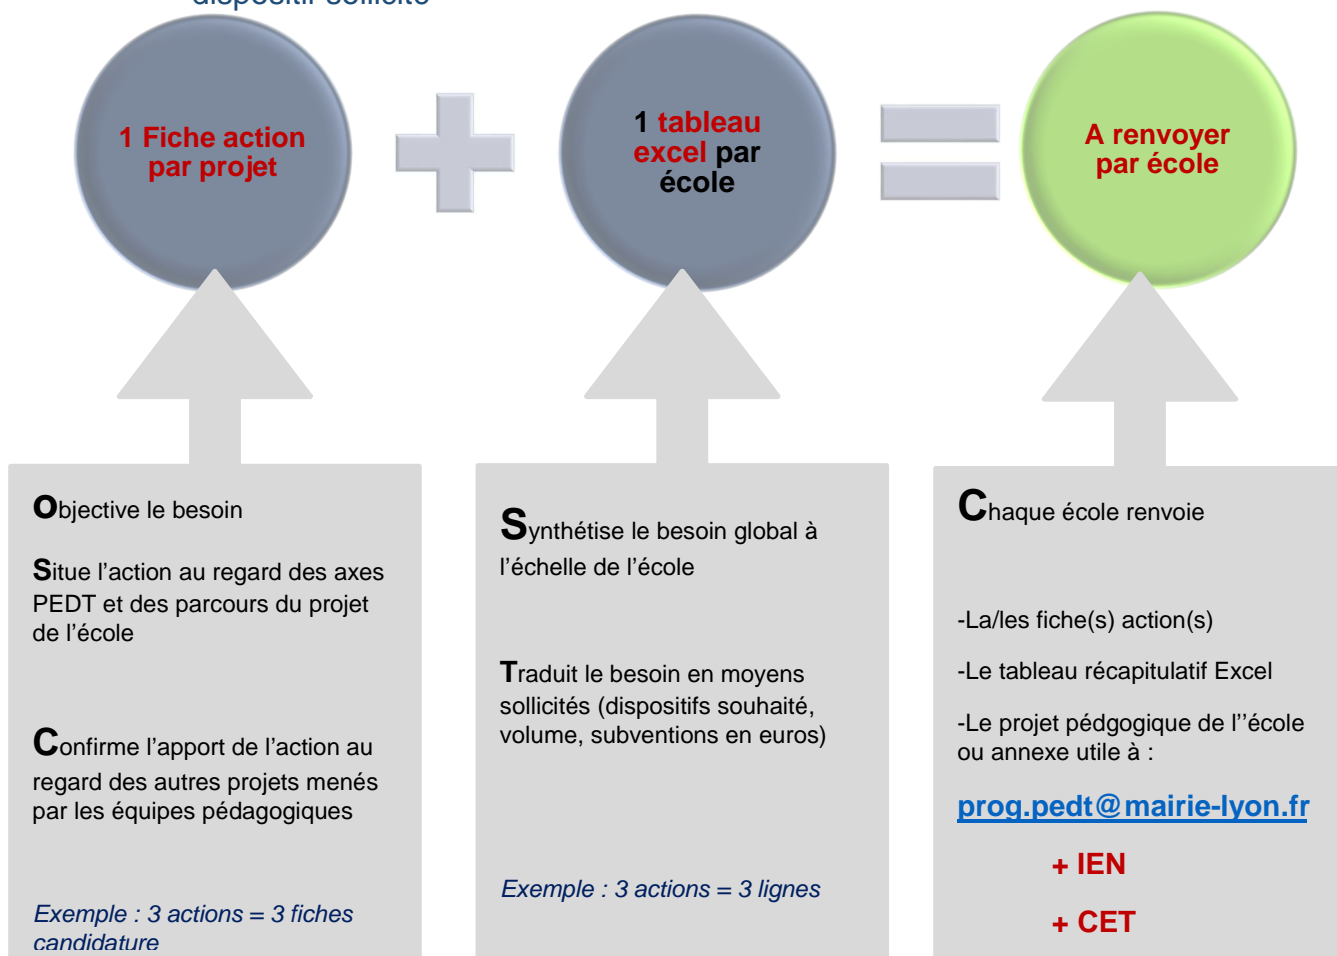 dispositif sollicité
1 Fiche action
par projet
1 tableau
excel par
école
A renvoyer
par école
Objective le besoin
Situe l’action au regard des axes
PEDT et des parcours du projet
de l’école
Confirme l’apport de l’action au
regard des autres projets menés
par les équipes pédagogiques
Exemple : 3 actions = 3 fiches
candidature
Synthétise le besoin global à
l’échelle de l’école
Traduit le besoin en moyens
sollicités (dispositifs souhaité,
volume, subventions en euros)
Exemple : 3 actions = 3 lignes
Chaque école renvoie
-La/les fiche(s) action(s)
-Le tableau récapitulatif Excel
-Le projet pédgogique de l’'école
ou annexe utile à :
prog.pedt@mairie-lyon.fr
+ IEN
+ CET